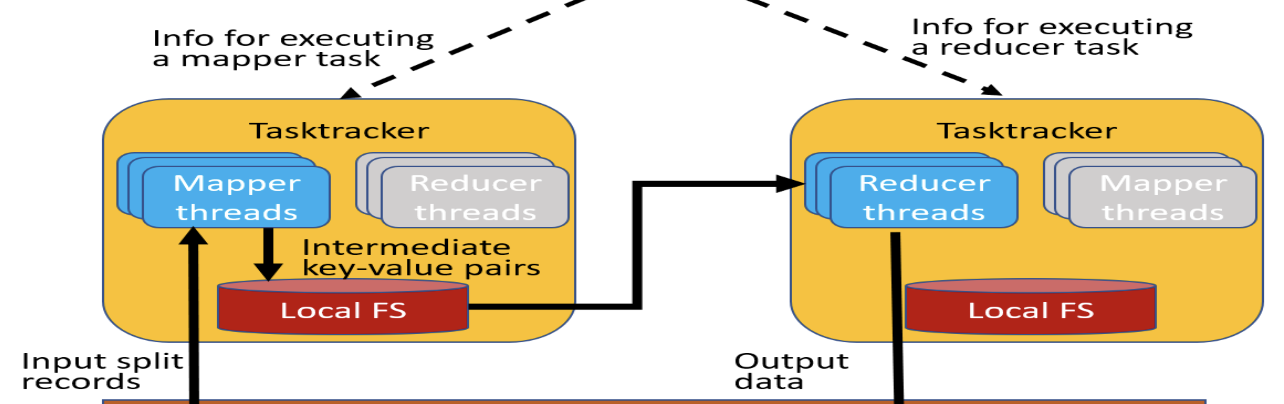 Info for executing
a mapper task
Info for executing
a reducer task
Tasktracker
Mapper
threads
Reducer
threads
Intermediate
key-value pairs
Local FS
Input split
records
Tasktracker
Reducer
threads
Mapper
threads
Local FS
Output
data